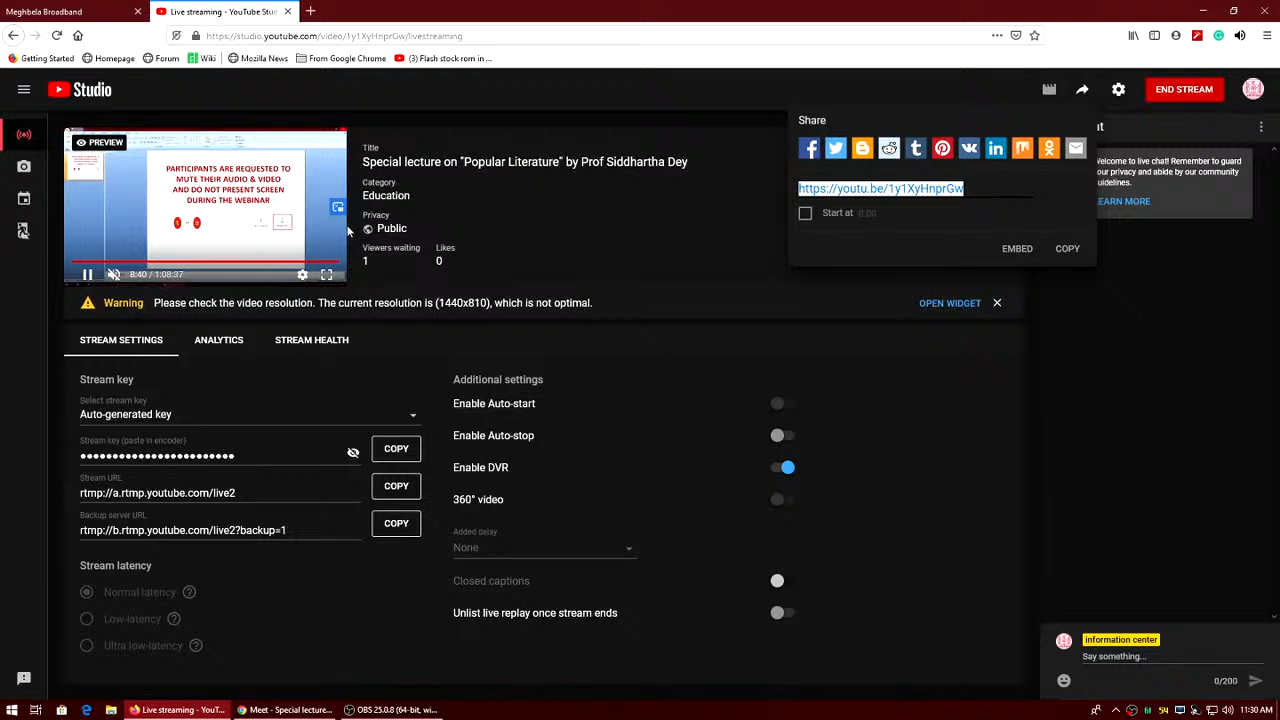 Meghbela Broadband
Live streaming - YouTube Stud
https://studio.youtube.com/video/1y1XyHnprGw/livestreaming
Getting Started
Homepage
Forum
Wiki
Mozilla News
From Google Chrome
(3) Flash stock rom in ...
Studio
END STREAM
PREVIEW
PARTICIPANTS ARE REQUESTED TO
MUTE THEIR AUDIO & VIDEO
AND DO NOT PRESENT SCREEN
DURING THE WEBINAR
8:40 / 1:08:37
Title
Special lecture on "Popular Literature" by Prof Siddhartha Dey
Category
Education
Privacy
Public
Viewers waiting
1
Likes
0
Share
https://youtu.be/1y1XyHnprGw
Start at 0:00
EMBED
COPY
at
Welcome to live chat! Remember to guard
our privacy and abide by our community
uidelines.
EARN MORE
Warning Please check the video resolution. The current resolution is (1440x810), which is not optimal.
OPEN WIDGET
STREAM SETTINGS
ANALYTICS
STREAM HEALTH
Stream key
Select stream key
Auto-generated key
Stream key (paste in encoder)
COPY
Stream URL
rtmp://a.rtmp.youtube.com/live2
COPY
Backup server URL
rtmp://b.rtmp.youtube.com/live2?backup=1
COPY
Stream latency
Normal latency
Low-latency
Ultra low-latency
Additional settings
Enable Auto-start
Enable Auto-stop
Enable DVR
360° video
Added delay
None
Closed captions
Unlist live replay once stream ends
information center
Say something...
0/200
Live streaming - YouT...
Meet - Special lecture...
OBS 25.0.8 (64-bit, wi...
61
54
11:30 AM